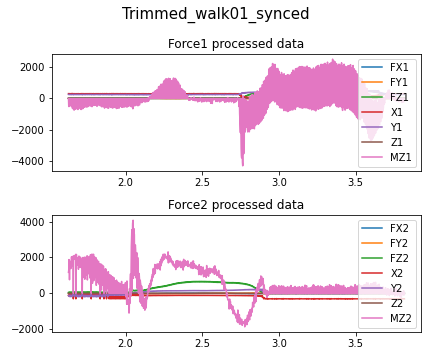 Trimmed_walk01_synced
Force1 processed data
2000
0
−2000
−4000
2.0 2.5 3.0 3.5
FX1
FY1
FZ1
X1
Y1
Z1
MZ1
Force2 processed data
4000
2000
0
−2000
2.0 2.5 3.0 3.5
FX2
FY2
FZ2
X2
Y2
Z2
MZ2